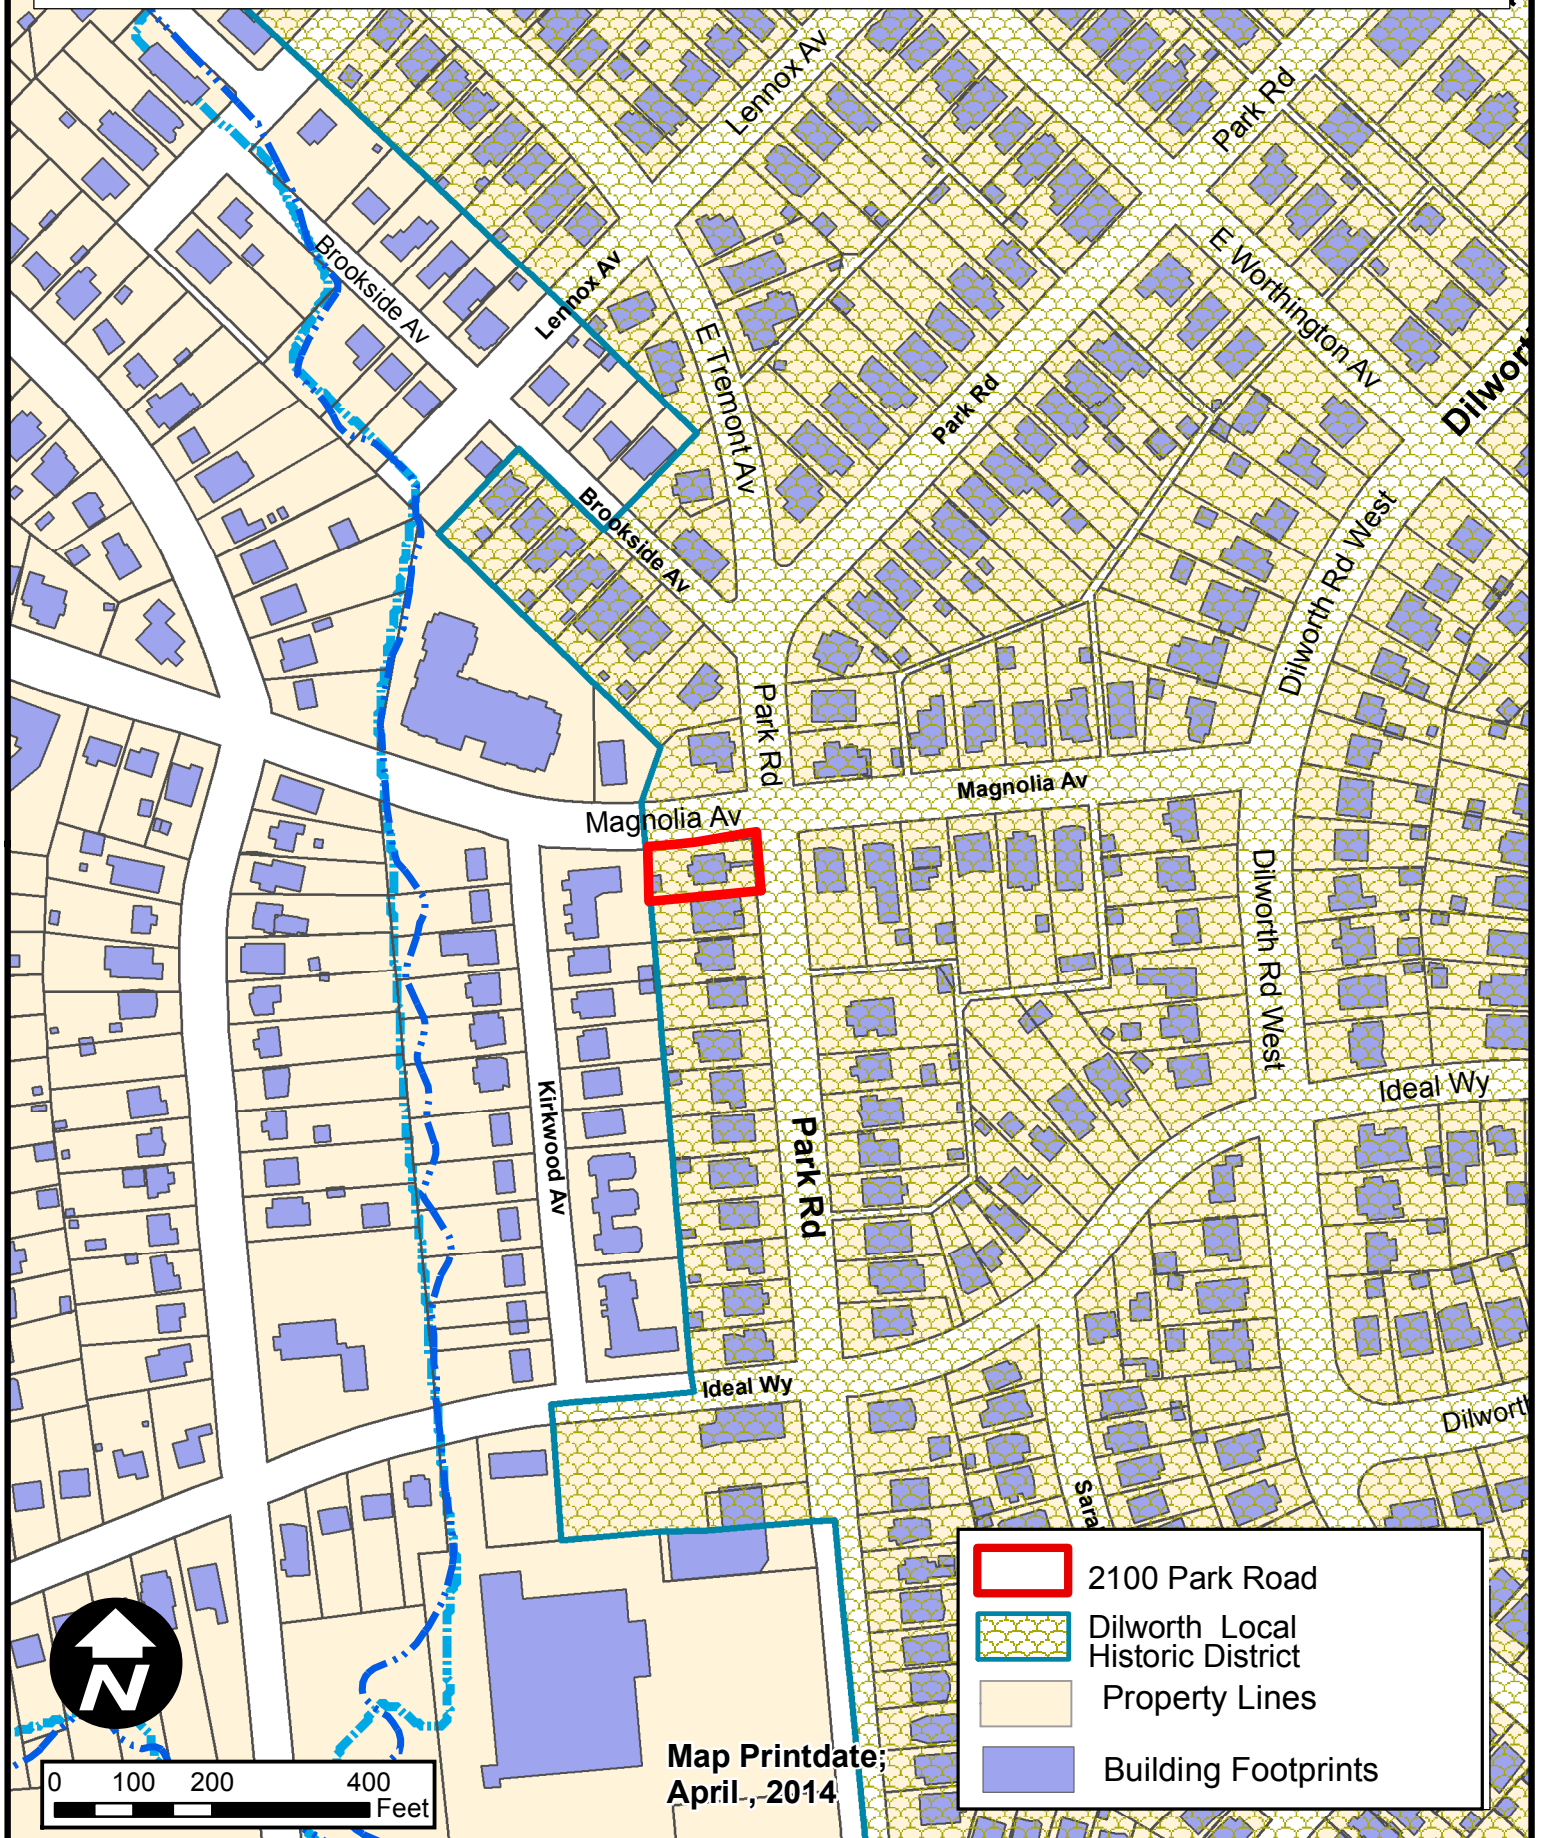 Lennox Av
Park Rd
Brookside Av
Lennox Av
E Worthington Av
E Tremont Av
Park Rd
Dilwort
Brookside Av
Dilworth Rd West
Park Rd
Magnolia Av
Magnolia Av
Dilworth Rd West
Ideal Wy
Kirkwood Av
Park Rd
Ideal Wy
Dilworth
Sara
2100 Park Road
Dilworth Local
Historic District
Property Lines
Building Footprints
N
Map Printdate;
April , 2014
0 100 200 400
Feet